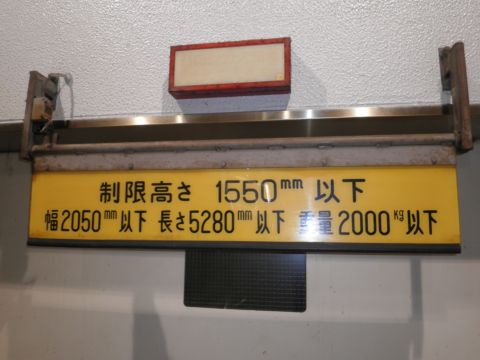 制限高さ 1550mm 以下
幅2050mm以下 長さ5280mm以下 重量2000kg以下